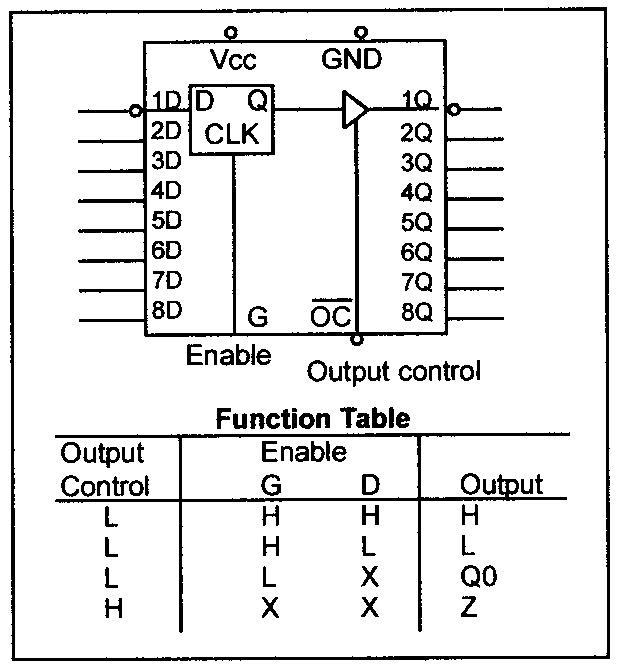 Vcc GND
1D D Q 1Q
2D CLK 2Q
3D 3Q
4D 4Q
5D 5Q
6D 6Q
7D 7Q
8D G OC 8Q
Enable
Output control
Function Table
Output Enable
Control G D Output
L H H H
L H L L
L L X Q0
H X X Z